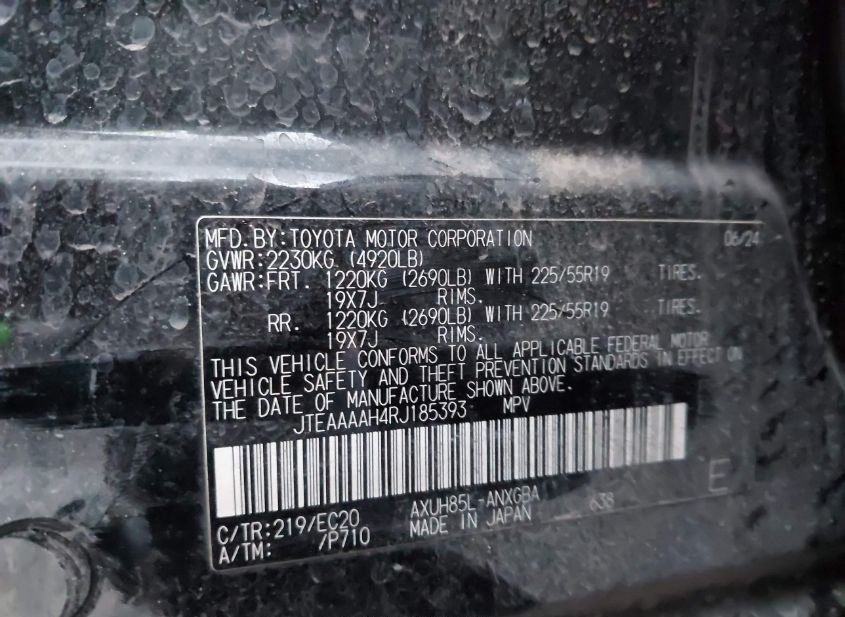 MFD.BY:TOYOTA MOTOR CORPORATION 06/24
GVWR:2230KG (4920LB)
GAWR:FRT. 1220KG (2690LB) WITH 225/55R19 TIRES.
19X7J RIMS.
RR. 1220KG (2690LB) WITH 225/55R19 TIRES.
19X7J RIMS.
THIS VEHICLE CONFORMS TO ALL APPLICABLE FEDERAL MOTOR
VEHICLE SAFETY AND THEFT PREVENTION STANDARDS IN EFFECT ON
THE DATE OF MANUFACTURE SHOWN ABOVE.
JTEAAAAH4RJ185393 MPV
C/TR:219/EC20 AXUH85L-ANXGBA 638 E
A/TM: /P710 MADE IN JAPAN